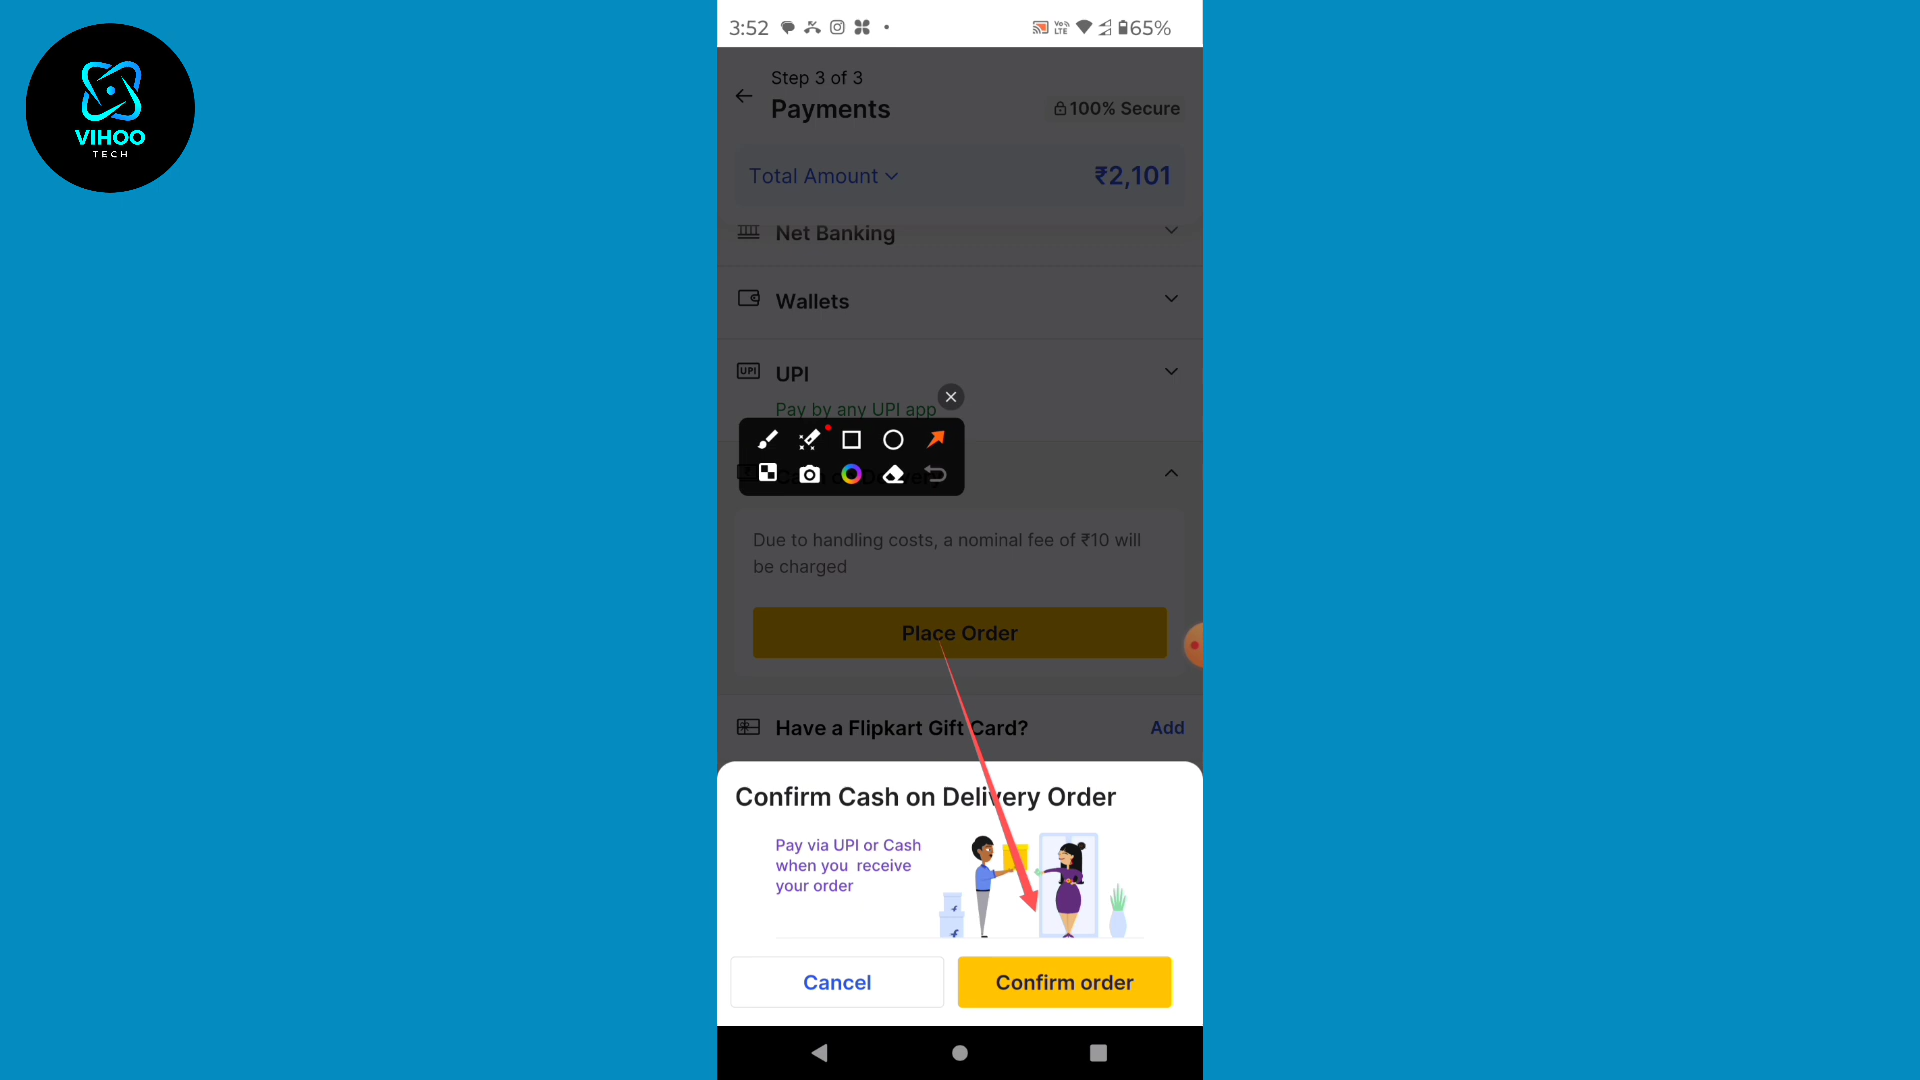 VIHOO
TECH
3:52
Vo)) LTE
65%
Step 3 of 3
Payments
100% Secure
Total Amount
₹2,101
Net Banking
Wallets
UPI
UPI
Pay by any UPI app
Due to handling costs, a nominal fee of ₹10 will
be charged
Place Order
Have a Flipkart Gift Card?
Add
Confirm Cash on Delivery Order
Pay via UPI or Cash
when you receive
your order
Cancel
Confirm order